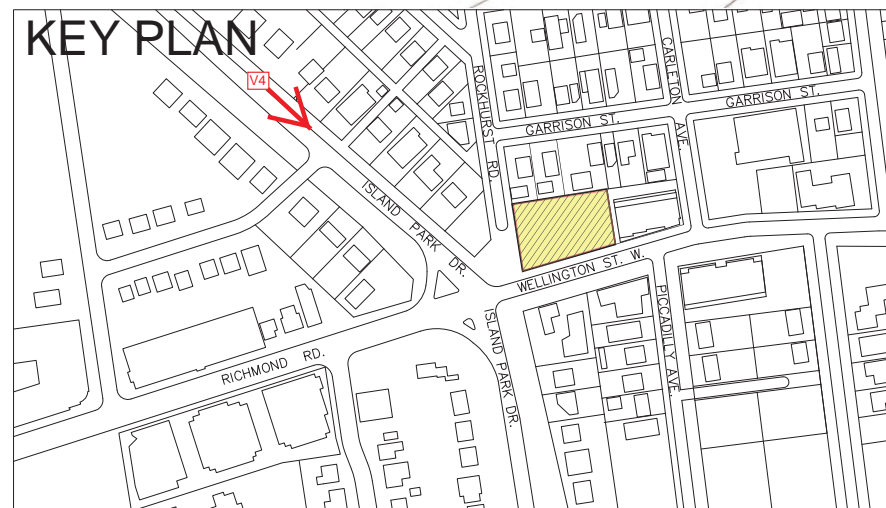 KEY PLAN
V4
ROCKHURST RD.
CARLETON AVE.
GARRISON ST.
GARRISON ST.
ISLAND PARK DR.
WELLINGTON ST. W.
PICCADILLY AVE.
ISLAND PARK DR.
RICHMOND RD.